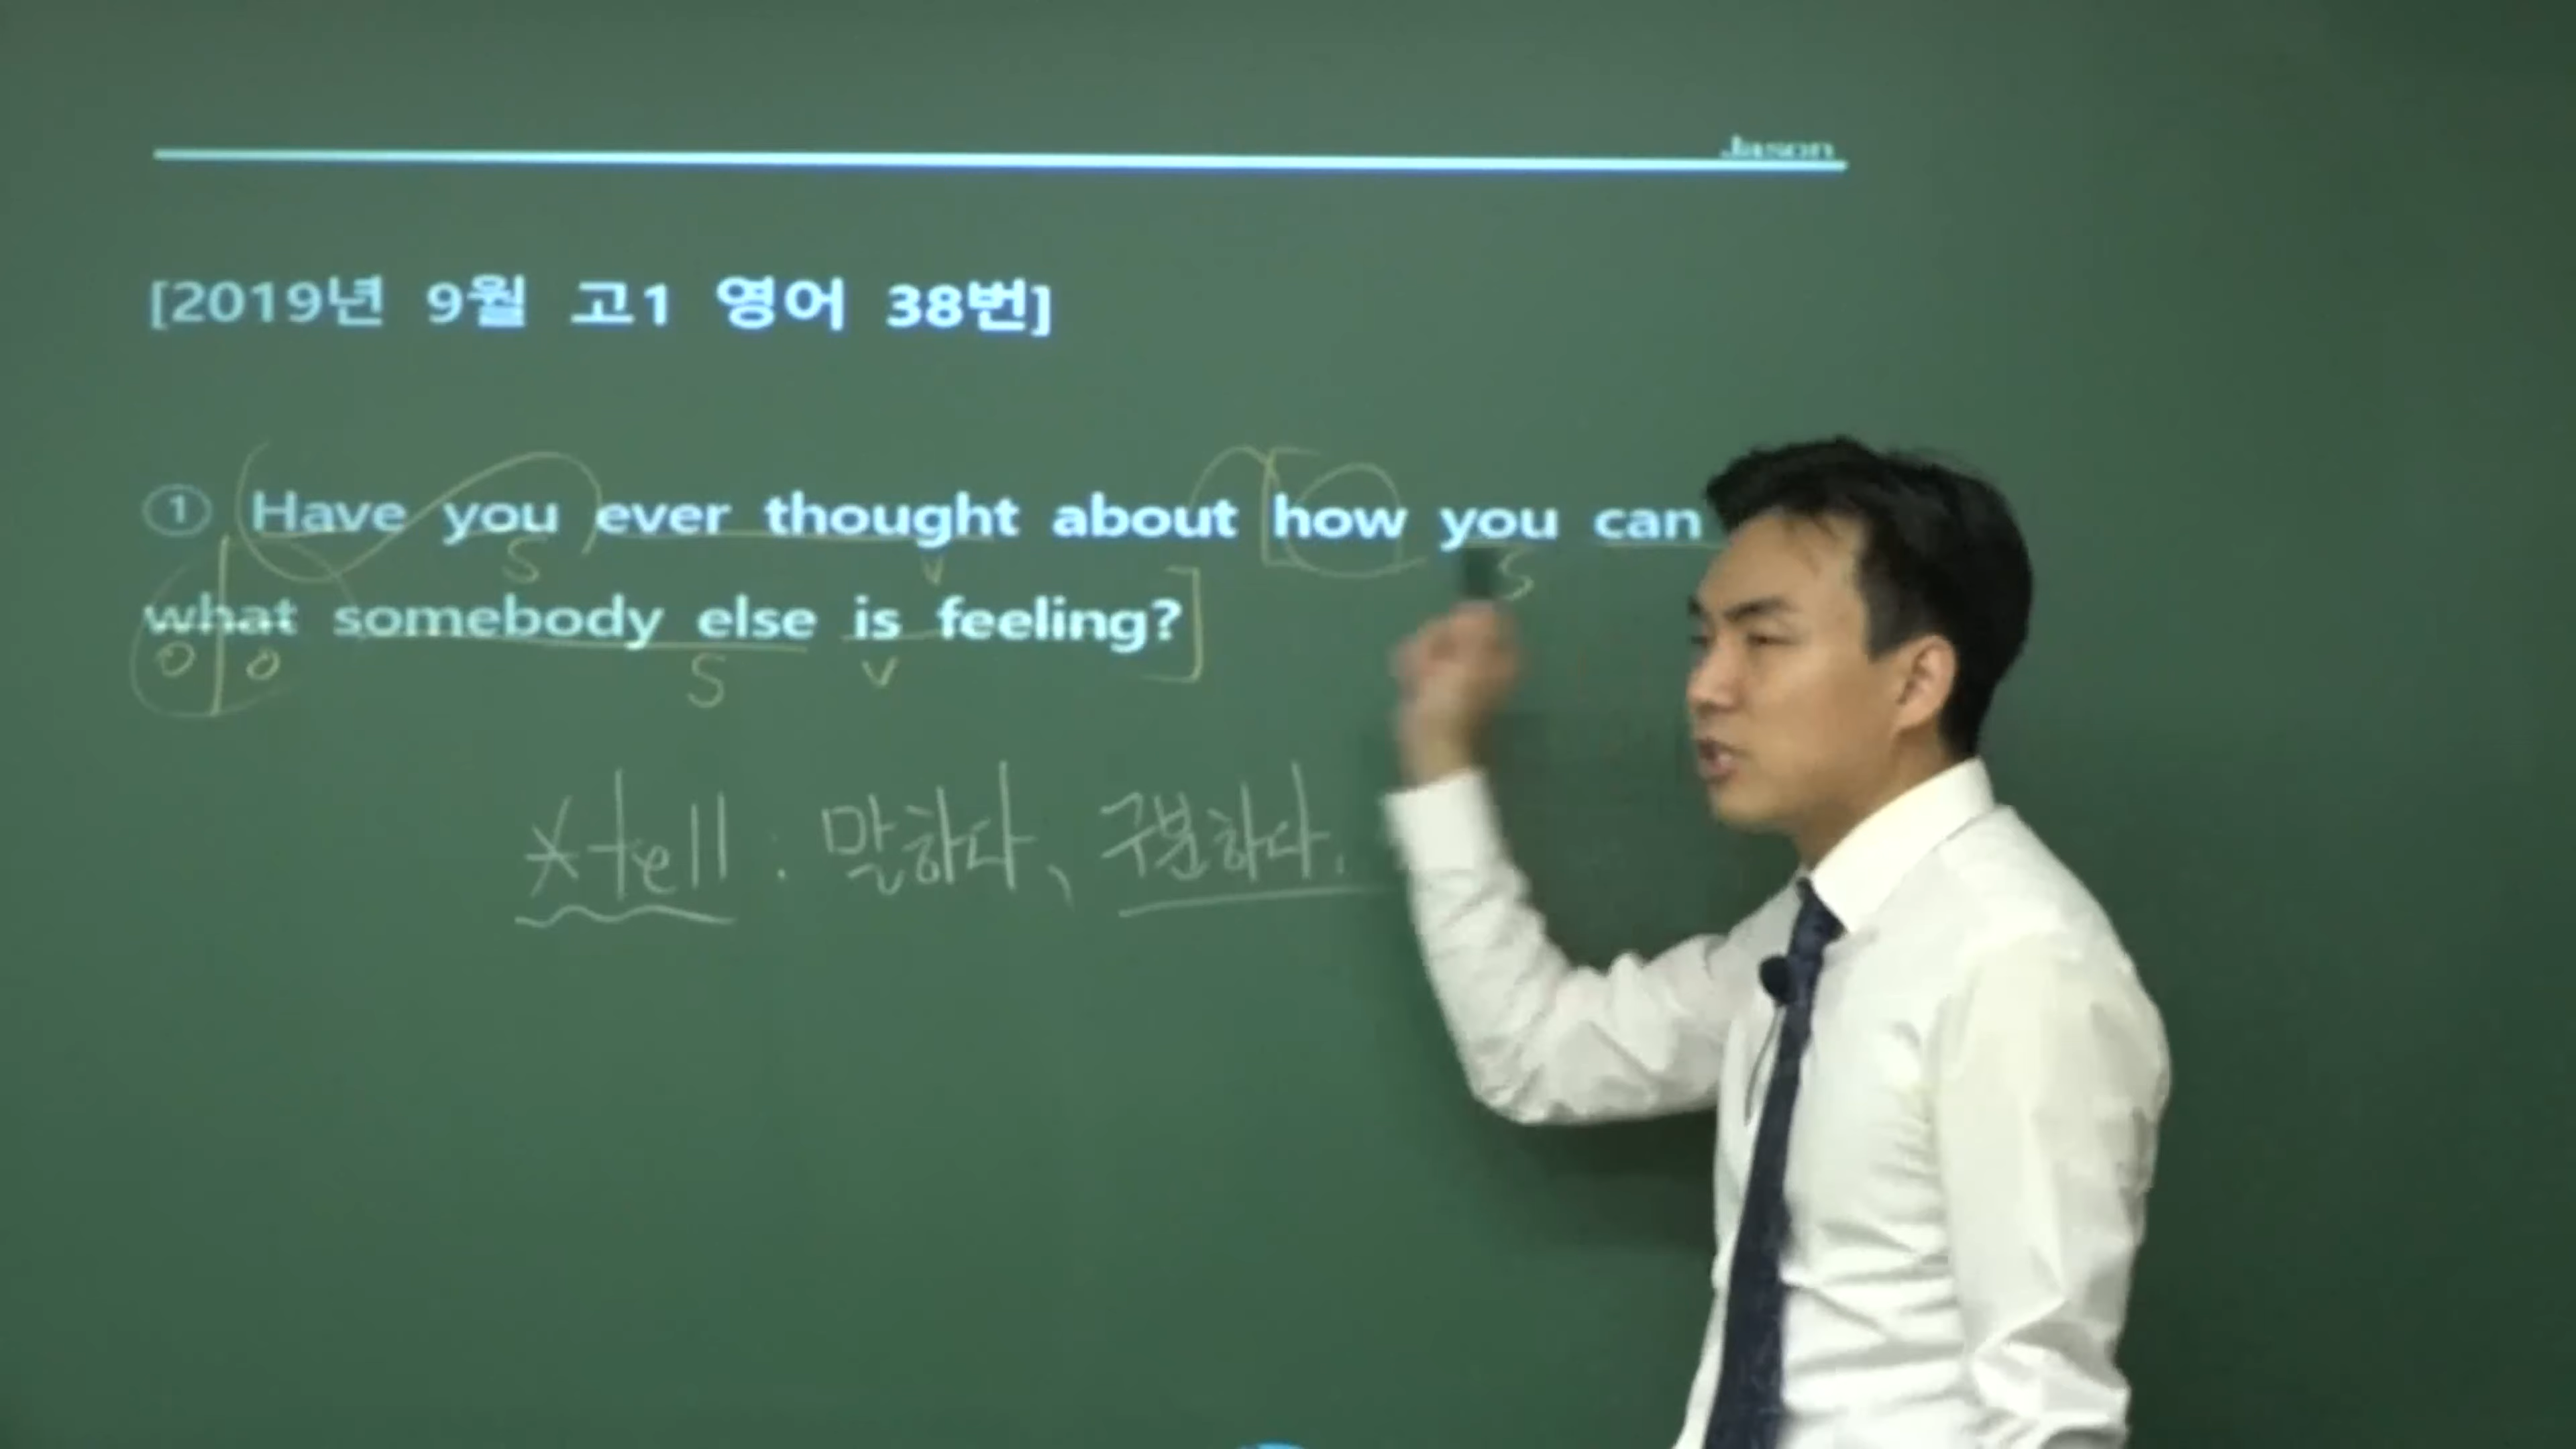 Jason
[2019년 9월 고1 영어 38번]
① Have you ever thought about how you can
S V S
what somebody else is feeling?
O O S V
*tell : 말하다, 구분하다.